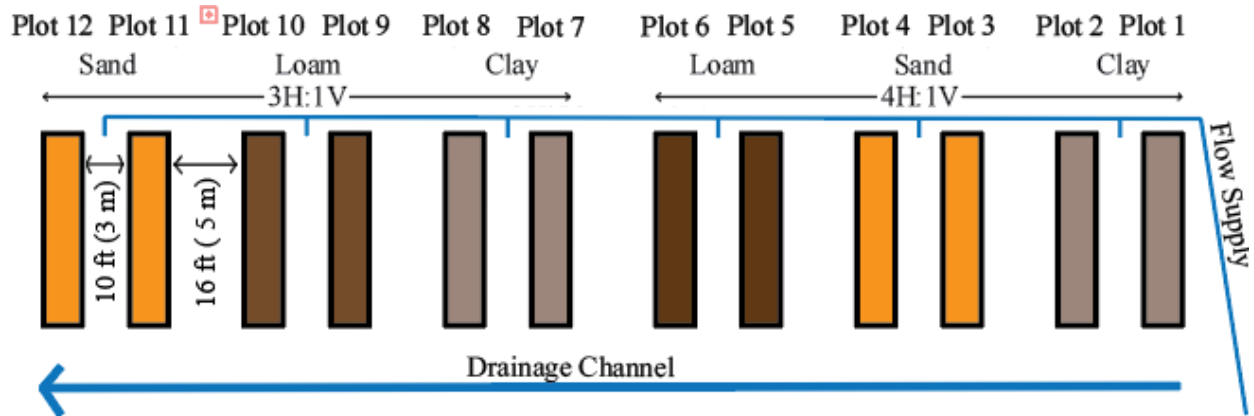 Plot 12 Plot 11 Plot 10 Plot 9 Plot 8 Plot 7 Plot 6 Plot 5 Plot 4 Plot 3 Plot 2 Plot 1
Sand Loam Clay Loam Sand Clay
3H:1V 4H:1V
10 ft (3 m)
16 ft ( 5 m)
Flow Supply
Drainage Channel